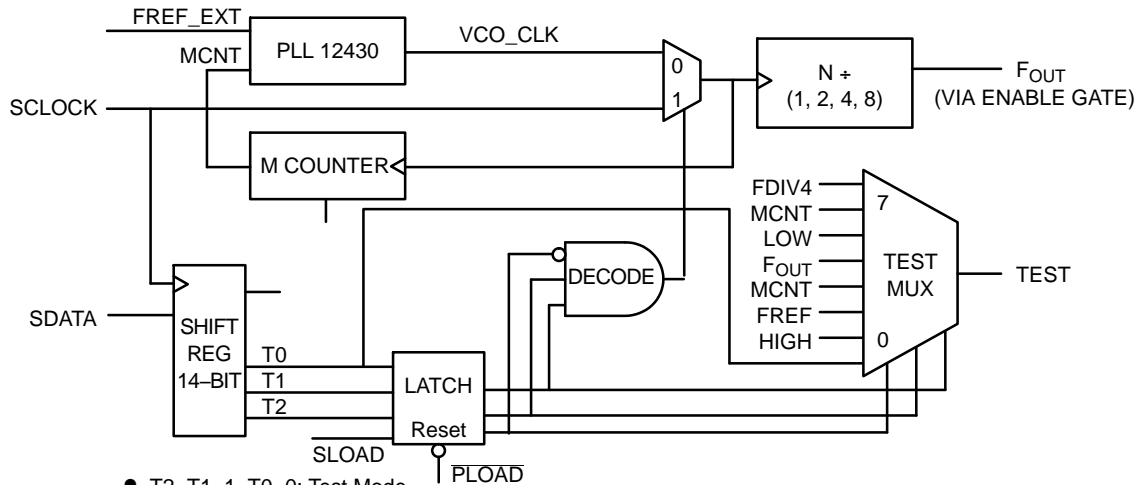 FREF_EXT
MCNT
PLL 12430
VCO_CLK
0
1
N ÷
(1, 2, 4, 8)
FOUT
(VIA ENABLE GATE)
SCLOCK
M COUNTER
FDIV4
MCNT
LOW
FOUT
MCNT
FREF
HIGH
7
TEST
MUX
0
TEST
DECODE
SDATA
SHIFT
REG
14–BIT
T0
T1
T2
LATCH
Reset
SLOAD
PLOAD